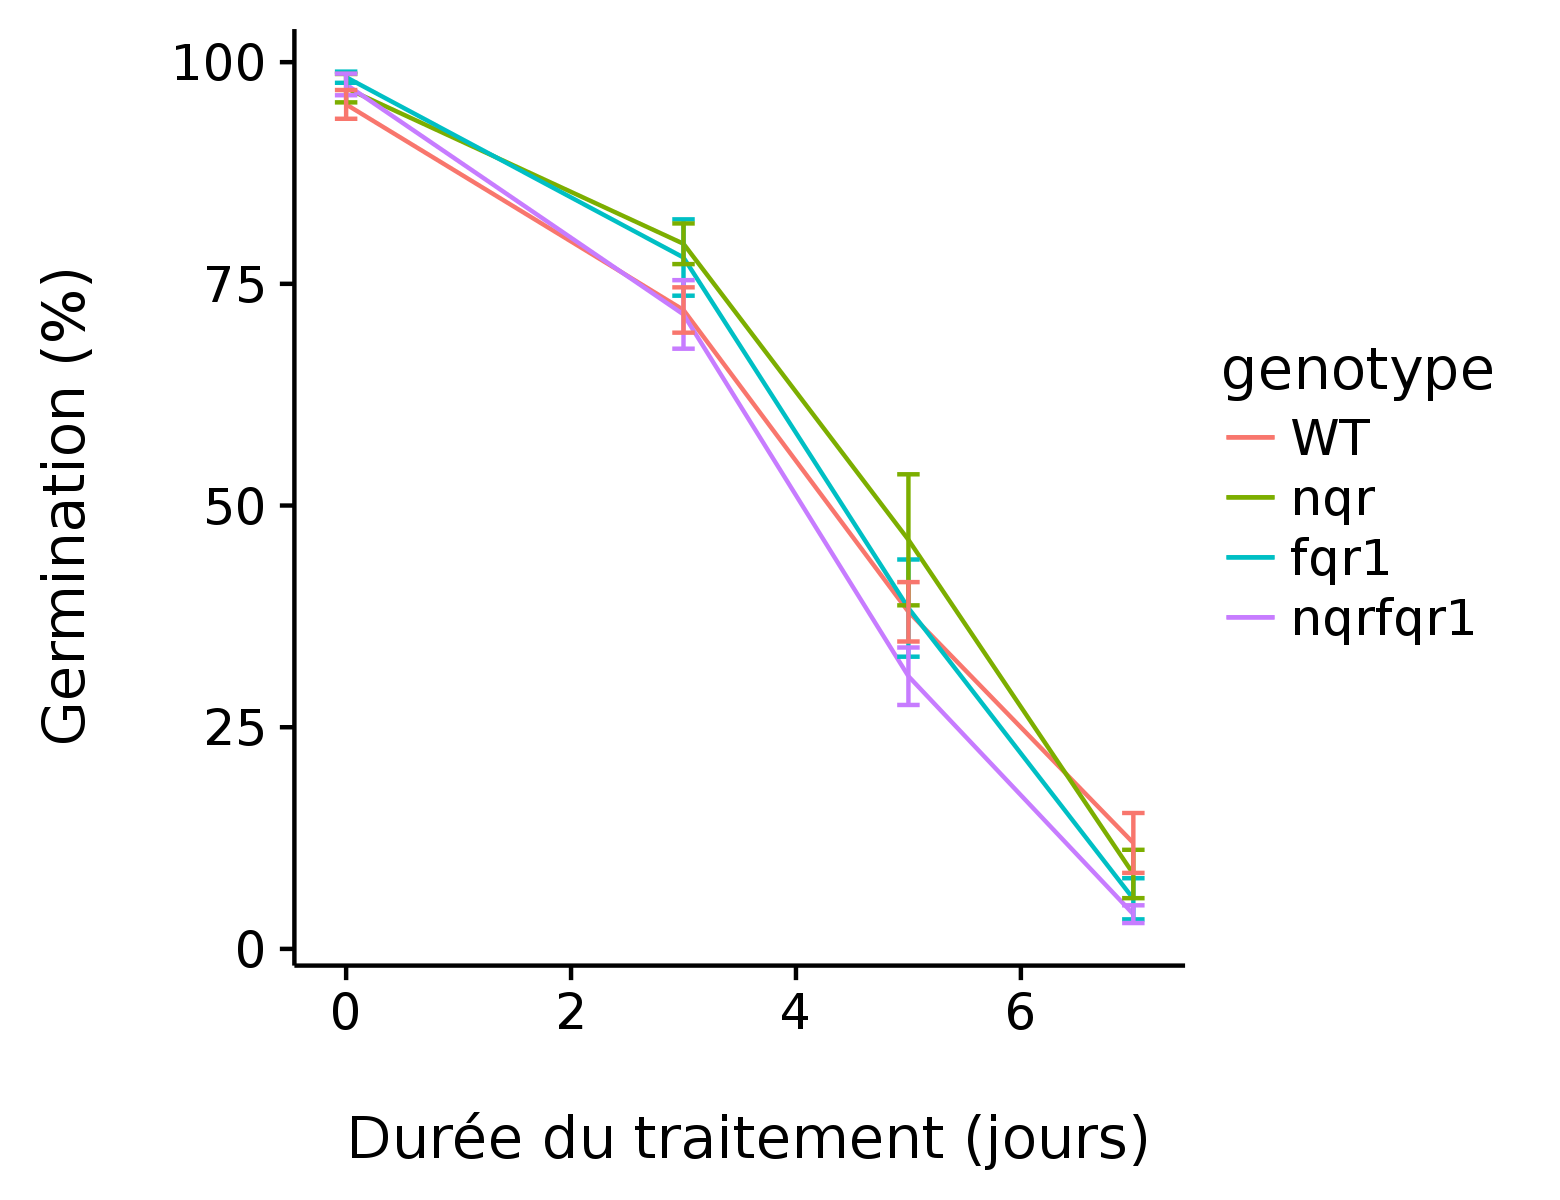 100
75
50
25
0
Germination (%)
0 2 4 6
Durée du traitement (jours)
genotype
WT
nqr
fqr1
nqrfqr1